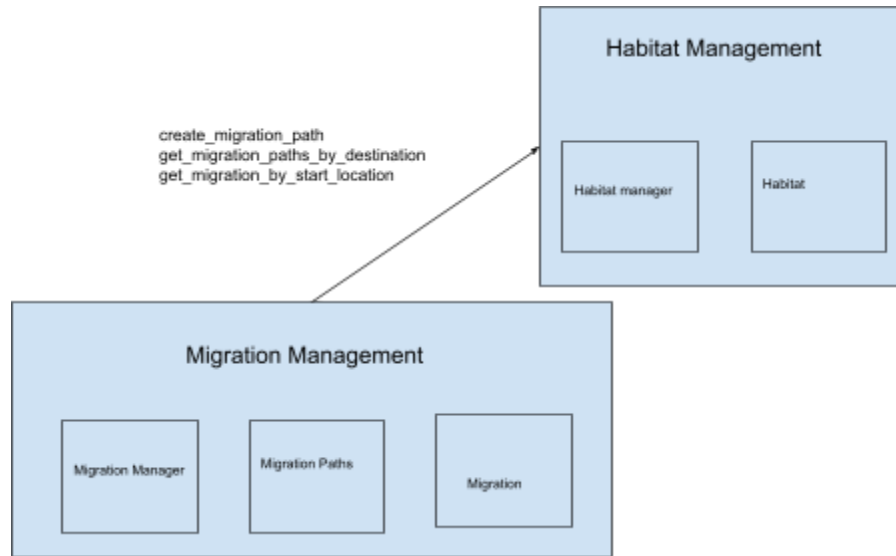 Habitat Management
create_migration_path
get_migration_paths_by_destination
get_migration_by_start_location
Habitat manager
Habitat
Migration Management
Migration Manager
Migration Paths
Migration